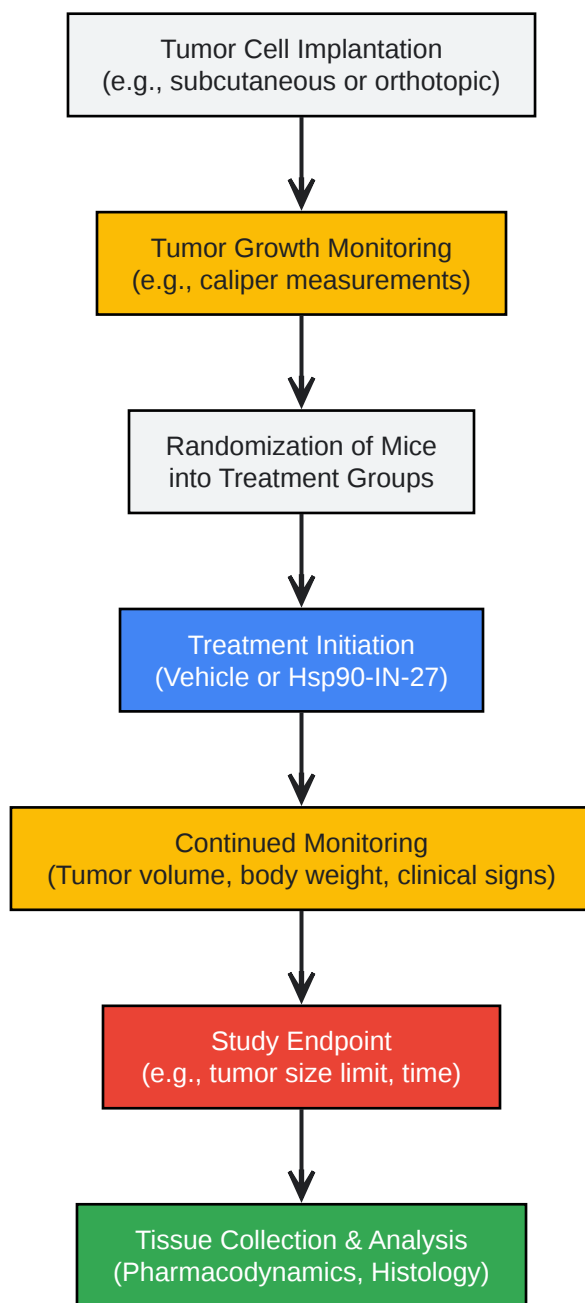 Tumor Cell Implantation
(e.g., subcutaneous or orthotopic)
Tumor Growth Monitoring
(e.g., caliper measurements)
Randomization of Mice
into Treatment Groups
Treatment Initiation
(Vehicle or Hsp90-IN-27)
Continued Monitoring
(Tumor volume, body weight, clinical signs)
Study Endpoint
(e.g., tumor size limit, time)
Tissue Collection & Analysis
(Pharmacodynamics, Histology)